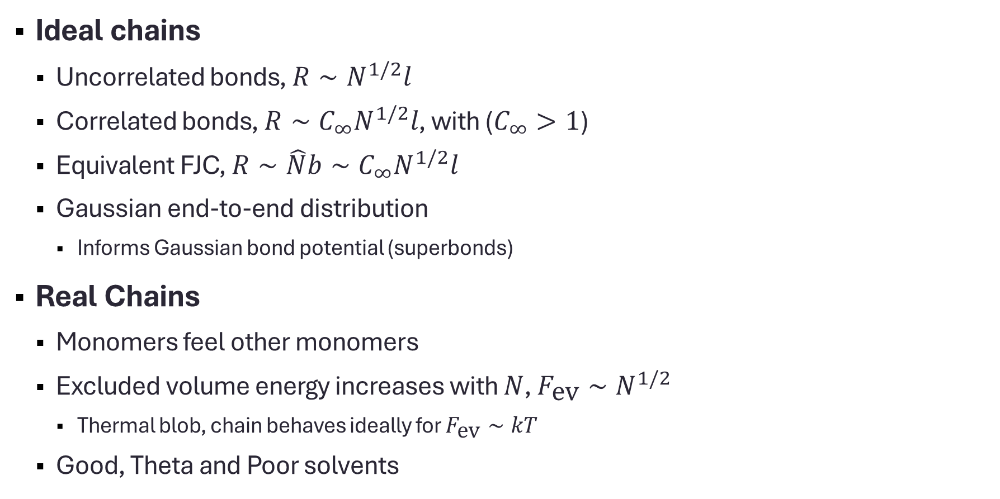 ▪ Ideal chains
▪ Uncorrelated bonds, $R \sim N^{1/2}l$
▪ Correlated bonds, $R \sim C_\infty N^{1/2}l$, with ($C_\infty > 1$)
▪ Equivalent FJC, $R \sim \widehat{N}b \sim C_\infty N^{1/2}l$
▪ Gaussian end-to-end distribution
▪ Informs Gaussian bond potential (superbonds)
▪ Real Chains
▪ Monomers feel other monomers
▪ Excluded volume energy increases with $N$, $F_{\text{ev}} \sim N^{1/2}$
▪ Thermal blob, chain behaves ideally for $F_{\text{ev}} \sim kT$
▪ Good, Theta and Poor solvents